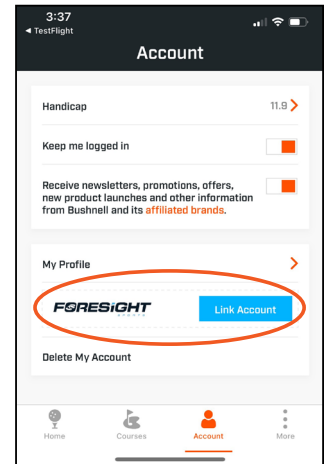 3:37
◄ TestFlight
Account
Handicap 11.9
Keep me logged in
Receive newsletters, promotions, offers,
new product launches and other information
from Bushnell and its affiliated brands.
My Profile
FORESIGHT
SPORTS
Link Account
Delete My Account
Home Courses Account More